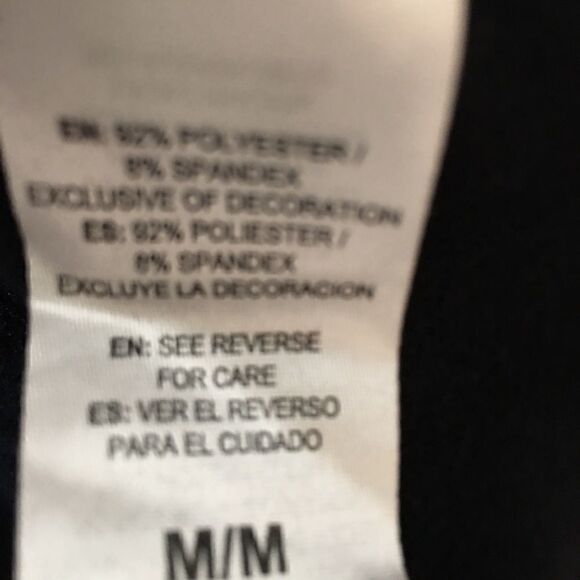 EN: 92% POLYESTER /
8% SPANDEX
EXCLUSIVE OF DECORATION
ES: 92% POLIESTER /
8% SPANDEX
EXCLUYE LA DECORACION
EN: SEE REVERSE
FOR CARE
ES: VER EL REVERSO
PARA EL CUIDADO
M/M